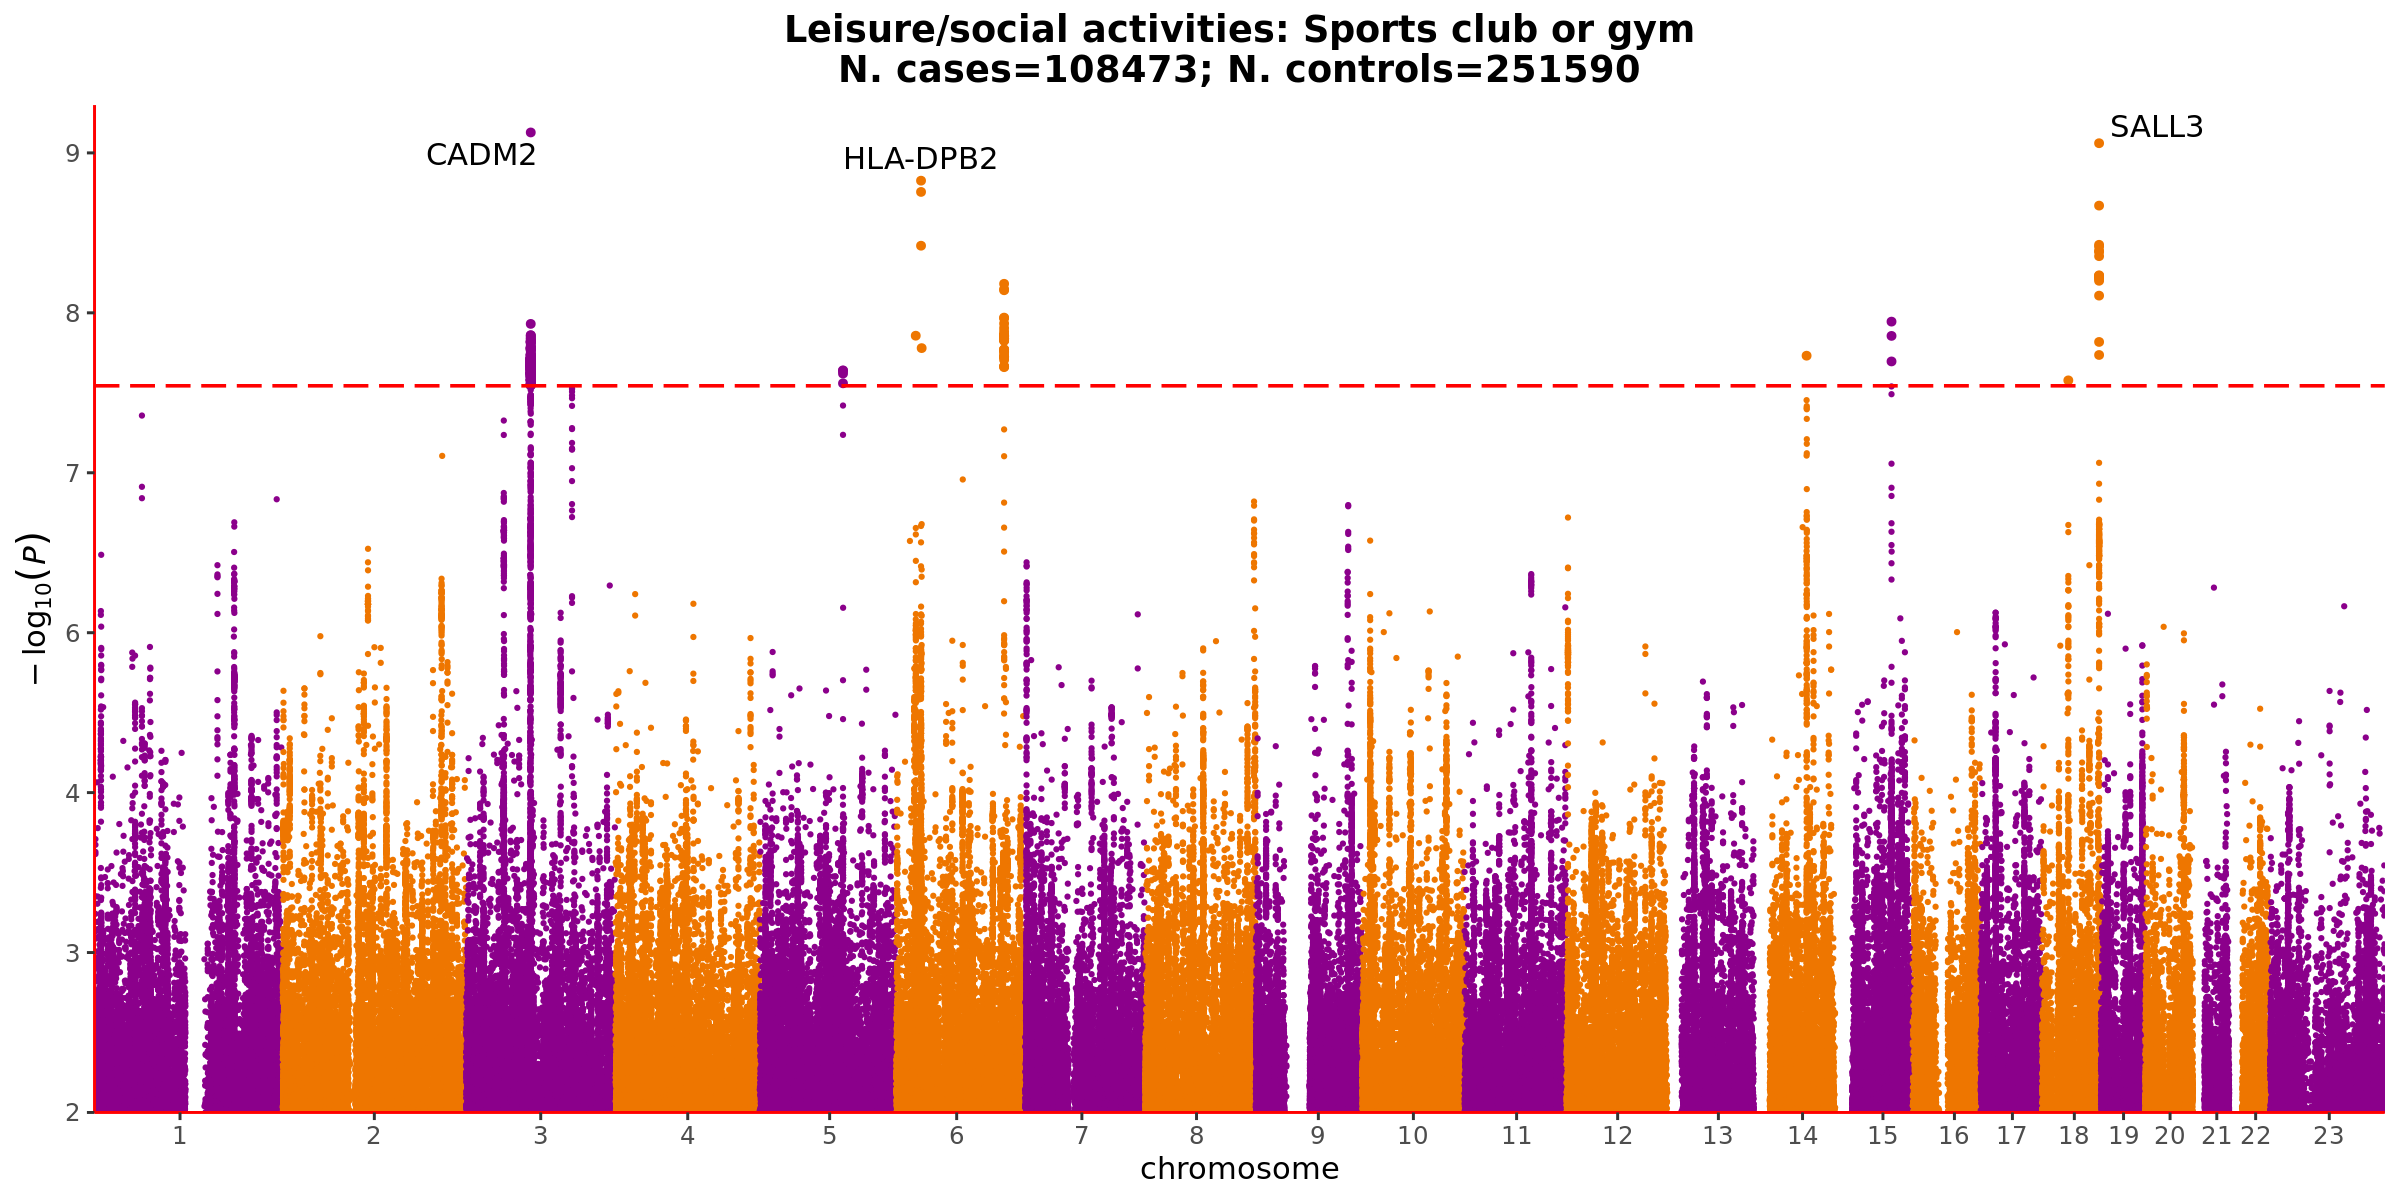 Leisure/social activities: Sports club or gym
N. cases=108473; N. controls=251590
CADM2
HLA-DPB2
SALL3
9
8
7
6
5
4
3
2
−log₁₀(P)
1 2 3 4 5 6 7 8 9 10 11 12 13 14 15 16 17 18 19 20 21 22 23
chromosome